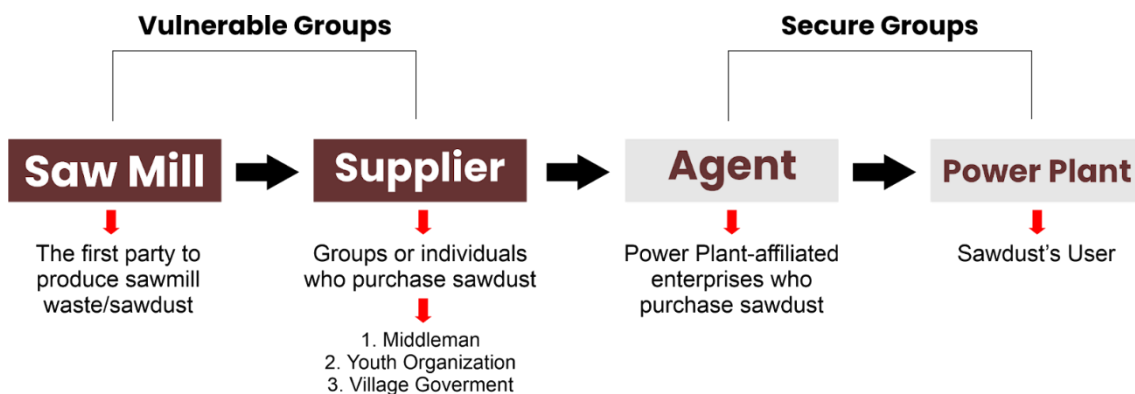 Vulnerable Groups
Secure Groups
Saw Mill
Supplier
Agent
Power Plant
The first party to
produce sawmill
waste/sawdust
Groups or individuals
who purchase sawdust
1. Middleman
2. Youth Organization
3. Village Goverment
Power Plant-affiliated
enterprises who
purchase sawdust
Sawdust's User